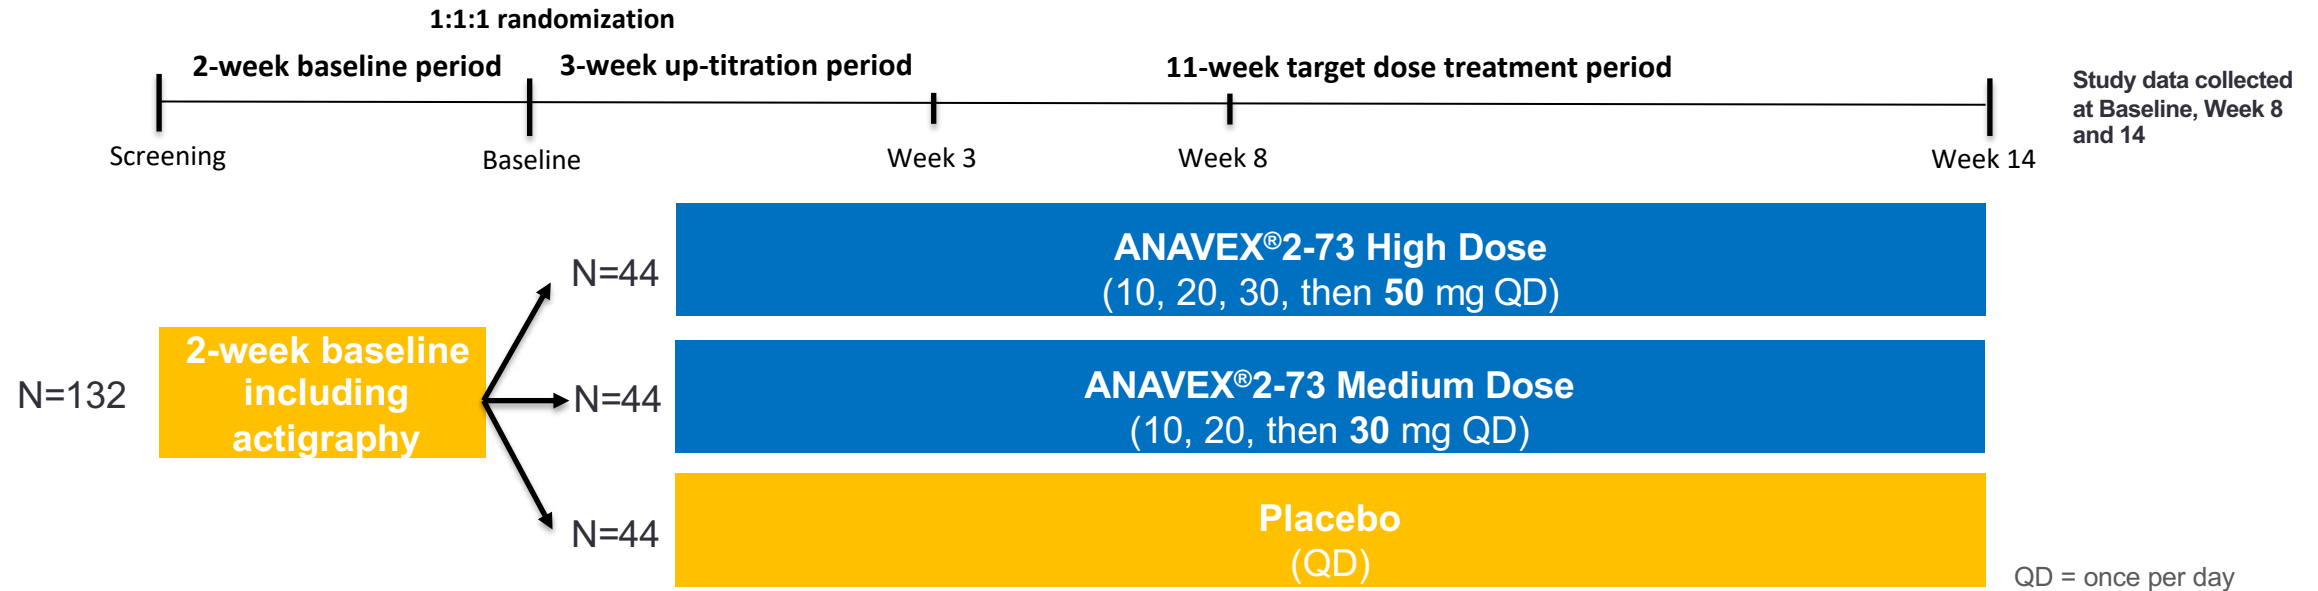 1:1:1 randomization
2-week baseline period
3-week up-titration period
11-week target dose treatment period
Study data collected
at Baseline, Week 8
and 14
Screening
Baseline
Week 3
Week 8
Week 14
N=132
2-week baseline
including
actigraphy
N=44
ANAVEX®2-73 High Dose
(10, 20, 30, then 50 mg QD)
N=44
ANAVEX®2-73 Medium Dose
(10, 20, then 30 mg QD)
N=44
Placebo
(QD)
QD = once per day